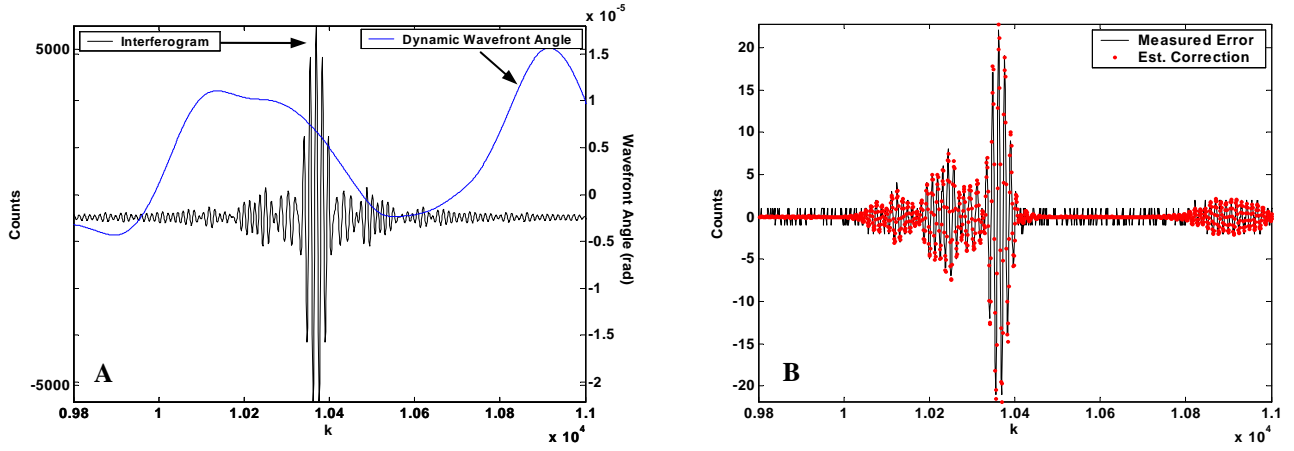 x 10^-5
5000
-5000
Counts
Interferogram
Dynamic Wavefront Angle
1.5
1
0.5
0
-0.5
-1
-1.5
-2
Wavefront Angle (rad)
A
0.98
1
1.02
1.04
1.06
1.08
1.1
k
x 10^4
20
15
10
5
0
-5
-10
-15
-20
Counts
Measured Error
Est. Correction
B
0.98
1
1.02
1.04
1.06
1.08
1.1
k
x 10^4